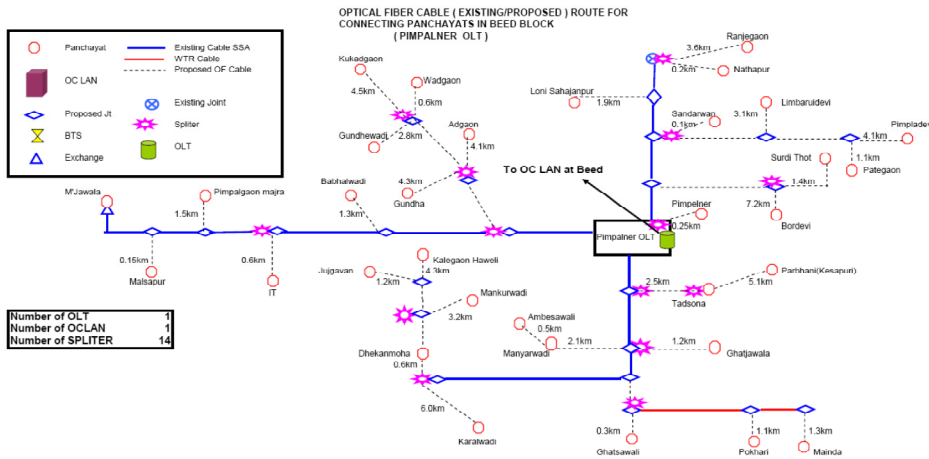 OPTICAL FIBER CABLE ( EXISTING/PROPOSED ) ROUTE FOR
CONNECTING PANCHAYATS IN BEED BLOCK
( PIMPALNER OLT )
Panchayat
Existing Cable SSA
WTR Cable
Proposed OF Cable
OC LAN
Existing Joint
Proposed Jt
Spliter
BTS
OLT
Exchange
Kukadgaon
4.5km
Wadgaon
0.6km
Gundhewadi
2.8km
Adgaon
4.1km
4.3km
Gundha
Ranjegaon
3.6km
0.2km
Nathapur
Loni Sahajanpur
1.9km
Sandarwan
0.1km
Limbaruidevi
3.1km
4.1km
Pimpladevi
1.1km
Pategaon
Surdi Thot
1.4km
7.2km
Bordevi
To OC LAN at Beed
Pimpelner
0.25km
Pimpalner OLT
M'Jawala
Pimpalgaon majra
1.5km
Babhalwadi
1.3km
0.15km
Malsapur
0.6km
IT
Kalegaon Haweli
4.3km
Jujgavan
1.2km
Mankurwadi
3.2km
Dhekanmoha
0.6km
6.0km
Karalwadi
2.5km
Tadsona
Parbhani(Kesapuri)
5.1km
Ambesawali
0.5km
Manyarwadi
2.1km
1.2km
Ghatjawala
0.3km
Ghatsawali
1.1km
Pokhari
1.3km
Mainda
Number of OLT 1
Number of OCLAN 1
Number of SPLITER 14